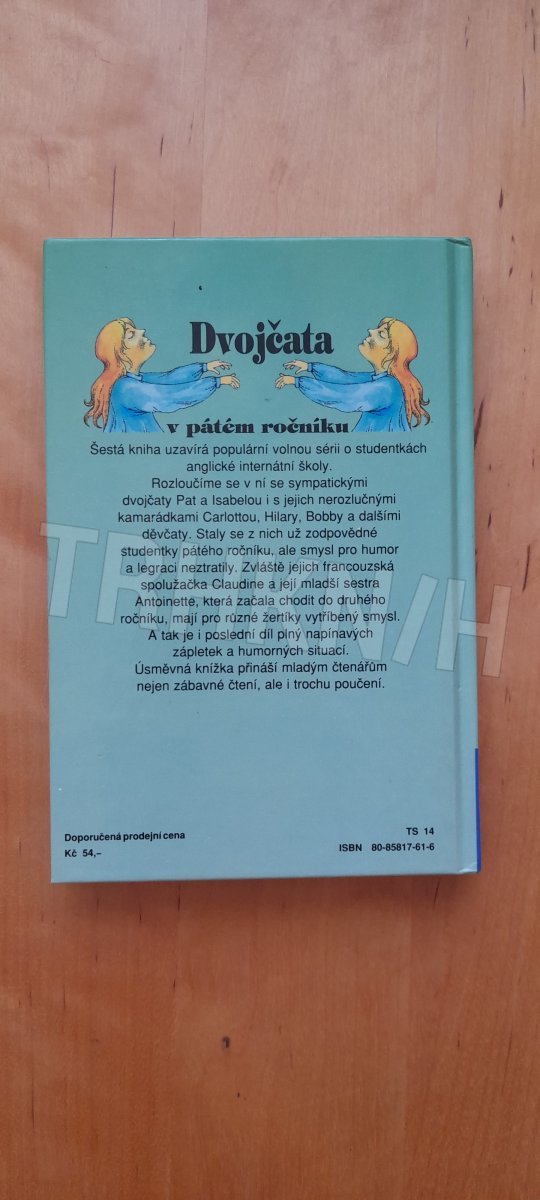 Dvojčata
v pátém ročníku
Šestá kniha uzavírá populární volnou sérii o studentkách
anglické internátní školy.
Rozloučíme se v ní se sympatickými
dvojčaty Pat a Isabelou i s jejich nerozlučnými
kamarádkami Carlottou, Hilary, Bobby a dalšími
děvčaty. Staly se z nich už zodpovědné
studentky pátého ročníku, ale smysl pro humor
a legraci neztratily. Zvláště jejich francouzská
spolužačka Claudine a její mladší sestra
Antoinette, která začala chodit do druhého
ročníku, mají pro různé žertíky vytříbený smysl.
A tak je i poslední díl plný napínavých
zápletek a humorných situací.
Úsměvná knížka přináší mladým čtenářům
nejen zábavné čtení, ale i trochu poučení.
Doporučená prodejní cena
Kč 54,–
TS 14
ISBN 80-85817-61-6